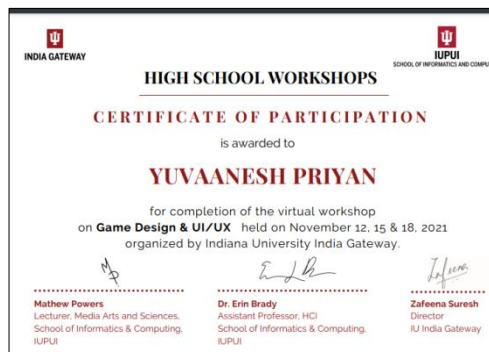 INDIA GATEWAY
IUPUI
SCHOOL OF INFORMATICS AND COMPU
HIGH SCHOOL WORKSHOPS
CERTIFICATE OF PARTICIPATION
is awarded to
YUVAANESH PRIYAN
for completion of the virtual workshop
on Game Design & UI/UX held on November 12, 15 & 18, 2021
organized by Indiana University India Gateway.
Mathew Powers
Lecturer, Media Arts and Sciences,
School of Informatics & Computing,
IUPUI
Dr. Erin Brady
Assistant Professor, HCI
School of Informatics & Computing,
IUPUI
Zafeena Suresh
Director
IU India Gateway